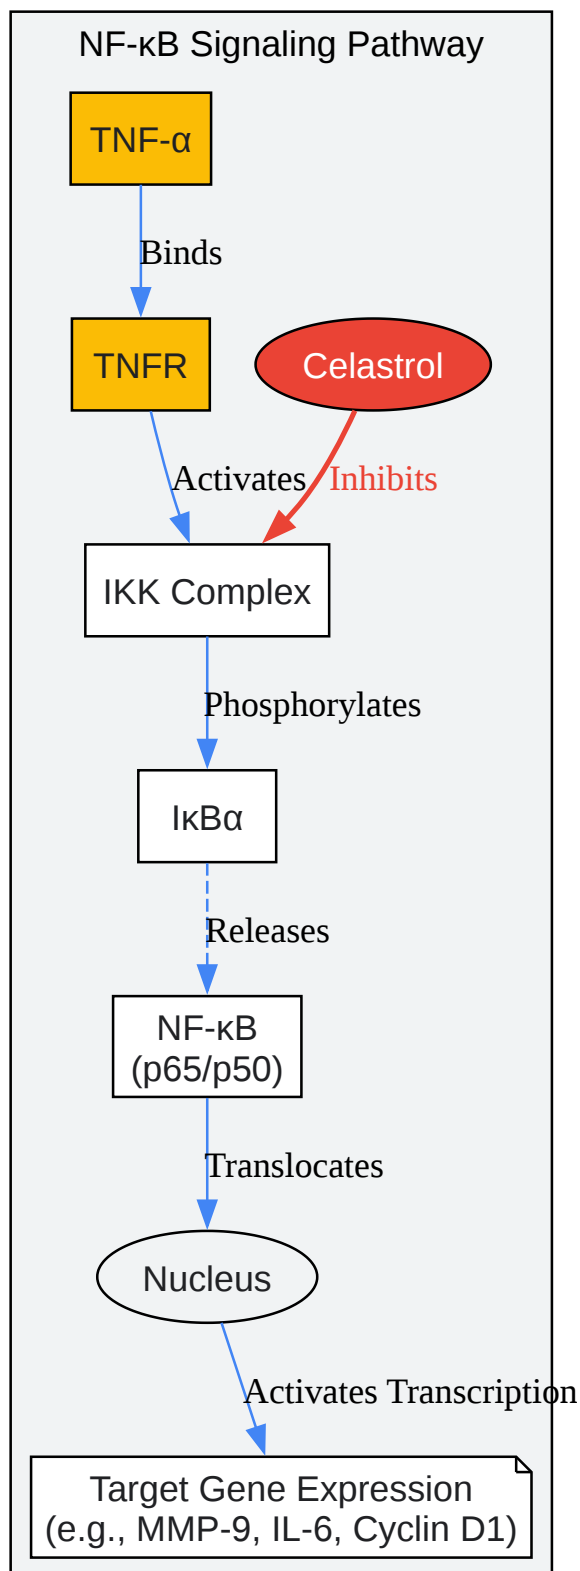 NF-κB Signaling Pathway
TNF-α
Binds
TNFR
Celastrol
Activates
Inhibits
IKK Complex
Phosphorylates
IκBα
Releases
NF-κB
(p65/p50)
Translocates
Nucleus
Activates Transcription
Target Gene Expression
(e.g., MMP-9, IL-6, Cyclin D1)